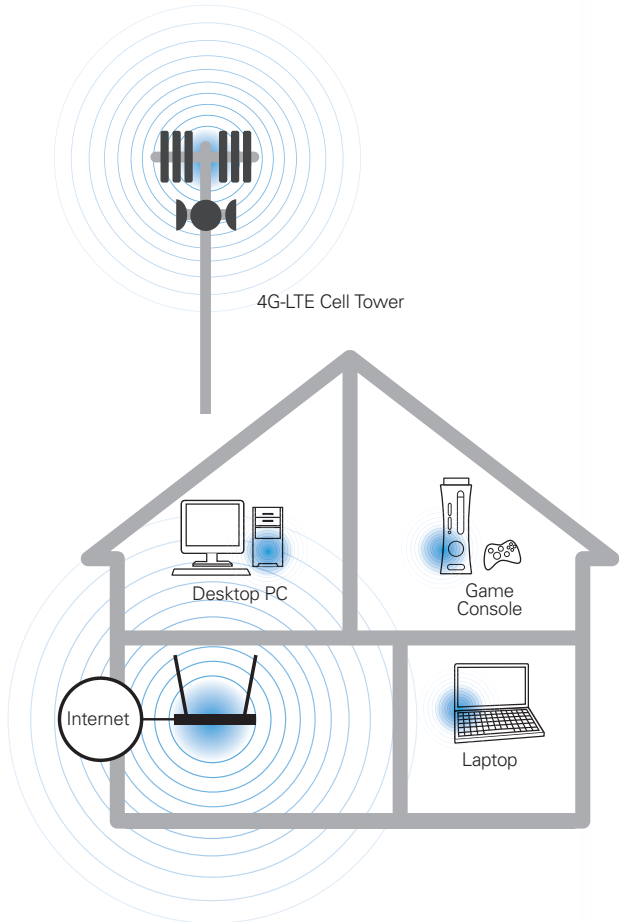 4G-LTE Cell Tower
Desktop PC
Game
Console
Internet
Laptop